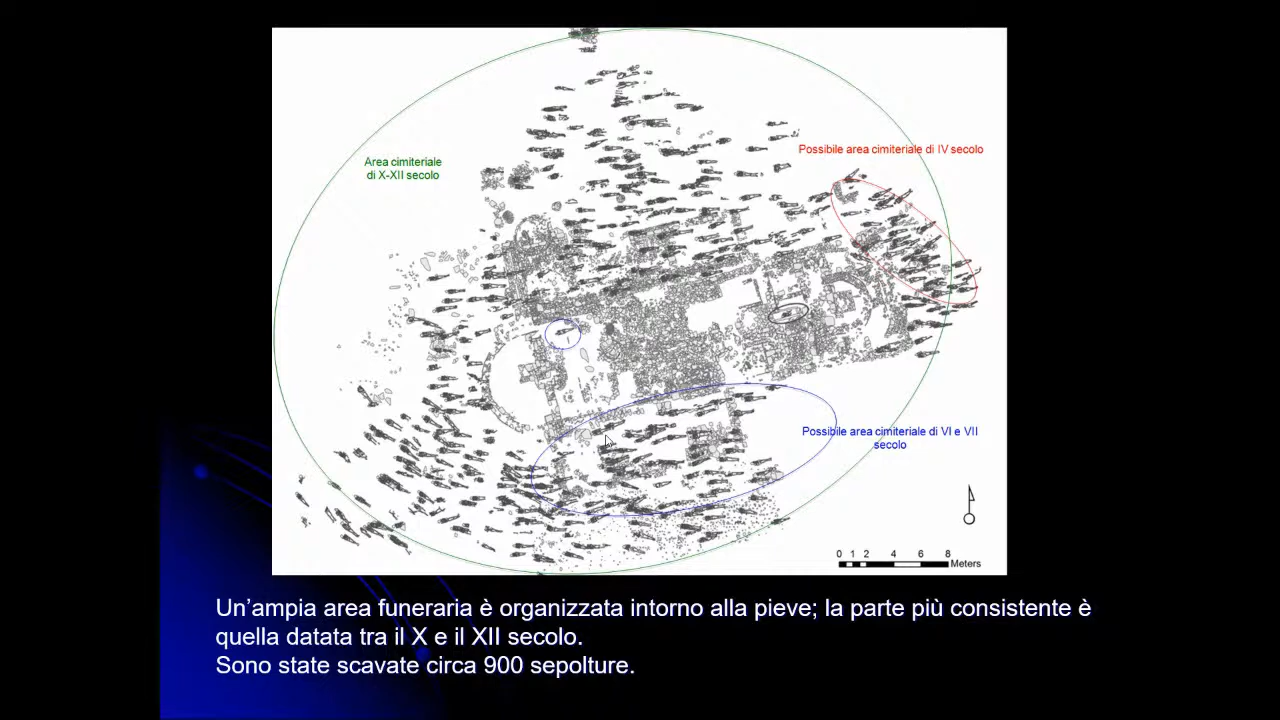 Possibile area cimiteriale di IV secolo
Area cimiteriale
di X-XII secolo
Possibile area cimiteriale di VI e VII
secolo
0 1 2 4 6 8
Meters
Un’ampia area funeraria è organizzata intorno alla pieve; la parte più consistente è
quella datata tra il X e il XII secolo.
Sono state scavate circa 900 sepolture.